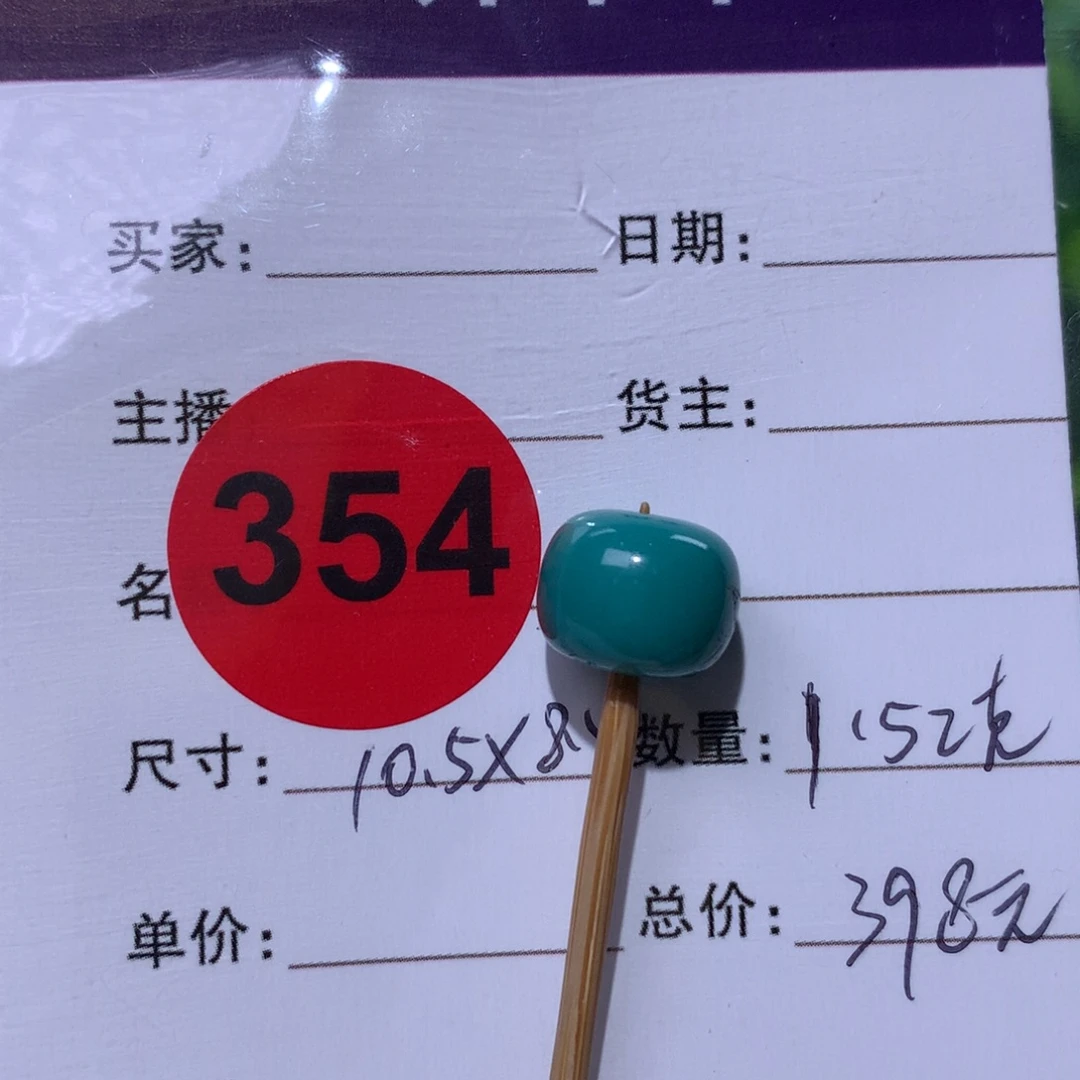 买家： 日期：
主播 货主：
354
名
尺寸： 10.5X8. 数量： 1.52克
单价： 总价： 398元